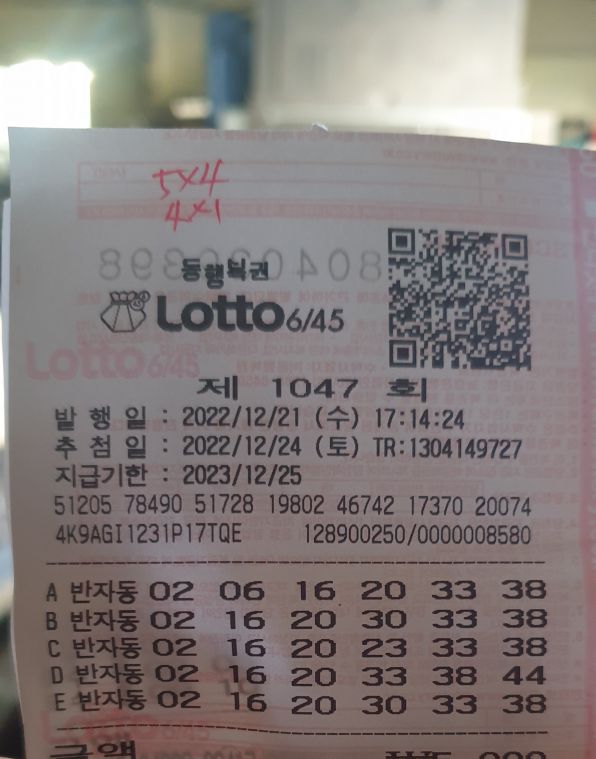 5x4
4x1
동행복권
Lotto 6/45
제 1047 회
발 행 일 : 2022/12/21 (수) 17:14:24
추 첨 일 : 2022/12/24 (토) TR:1304149727
지급기한 : 2023/12/25
51205 78490 51728 19802 46742 17370 20074
4K9AGI1231P17TQE 128900250/0000008580
A 반자동 02 06 16 20 33 38
B 반자동 02 16 20 30 33 38
C 반자동 02 16 20 23 33 38
D 반자동 02 16 20 33 38 44
E 반자동 02 16 20 30 33 38
금액